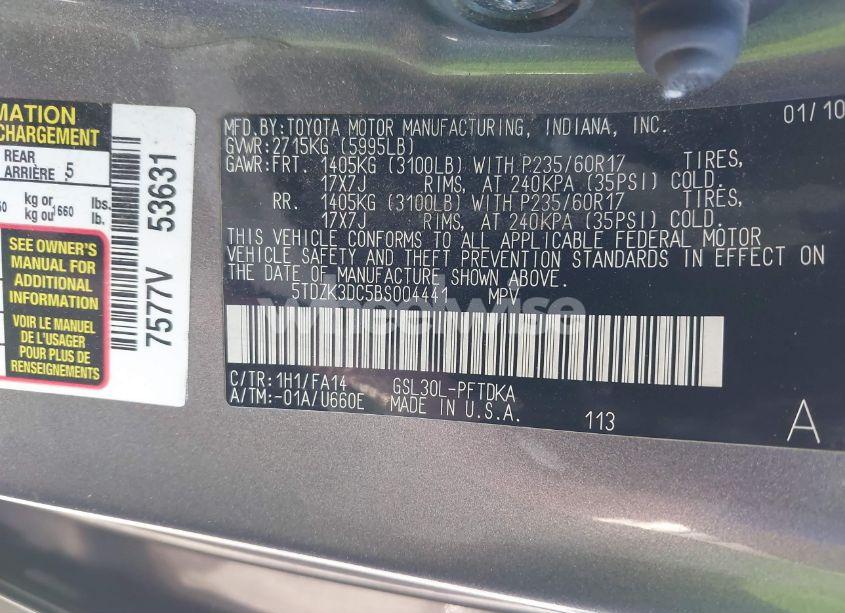 MATION
CHARGEMENT
REAR
ARRIÈRE 5
kg or 660 lbs.
kg ou lb.
SEE OWNER'S
MANUAL FOR
ADDITIONAL
INFORMATION
VOIR LE MANUEL
DE L'USAGER
POUR PLUS DE
RENSEIGNEMENTS
7577V 53631
MFD.BY:TOYOTA MOTOR MANUFACTURING, INDIANA, INC. 01/10
GVWR:2715KG (5995LB)
GAWR:FRT. 1405KG (3100LB) WITH P235/60R17 TIRES,
17X7J RIMS, AT 240KPA (35PSI) COLD.
RR. 1405KG (3100LB) WITH P235/60R17 TIRES,
17X7J RIMS, AT 240KPA (35PSI) COLD.
THIS VEHICLE CONFORMS TO ALL APPLICABLE FEDERAL MOTOR
VEHICLE SAFETY AND THEFT PREVENTION STANDARDS IN EFFECT ON
THE DATE OF MANUFACTURE SHOWN ABOVE.
5TDZK3DC5BS004441 MPV
wheelwise
C/TR:1H1/FA14 GSL30L-PFTDKA
A/TM:-01A/U660E MADE IN U.S.A.
113
A